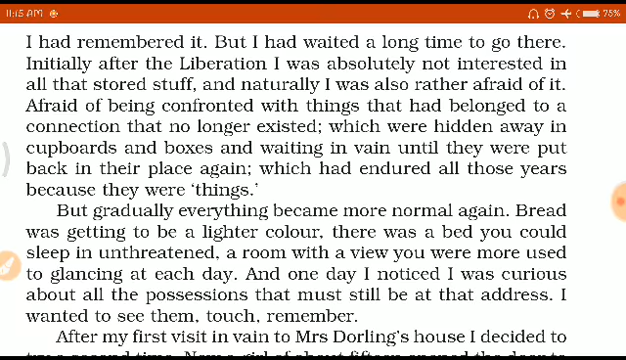 11:15 AM
75%
I had remembered it. But I had waited a long time to go there.
Initially after the Liberation I was absolutely not interested in
all that stored stuff, and naturally I was also rather afraid of it.
Afraid of being confronted with things that had belonged to a
connection that no longer existed; which were hidden away in
cupboards and boxes and waiting in vain until they were put
back in their place again; which had endured all those years
because they were ‘things.’
But gradually everything became more normal again. Bread
was getting to be a lighter colour, there was a bed you could
sleep in unthreatened, a room with a view you were more used
to glancing at each day. And one day I noticed I was curious
about all the possessions that must still be at that address. I
wanted to see them, touch, remember.
After my first visit in vain to Mrs Dorling’s house I decided to